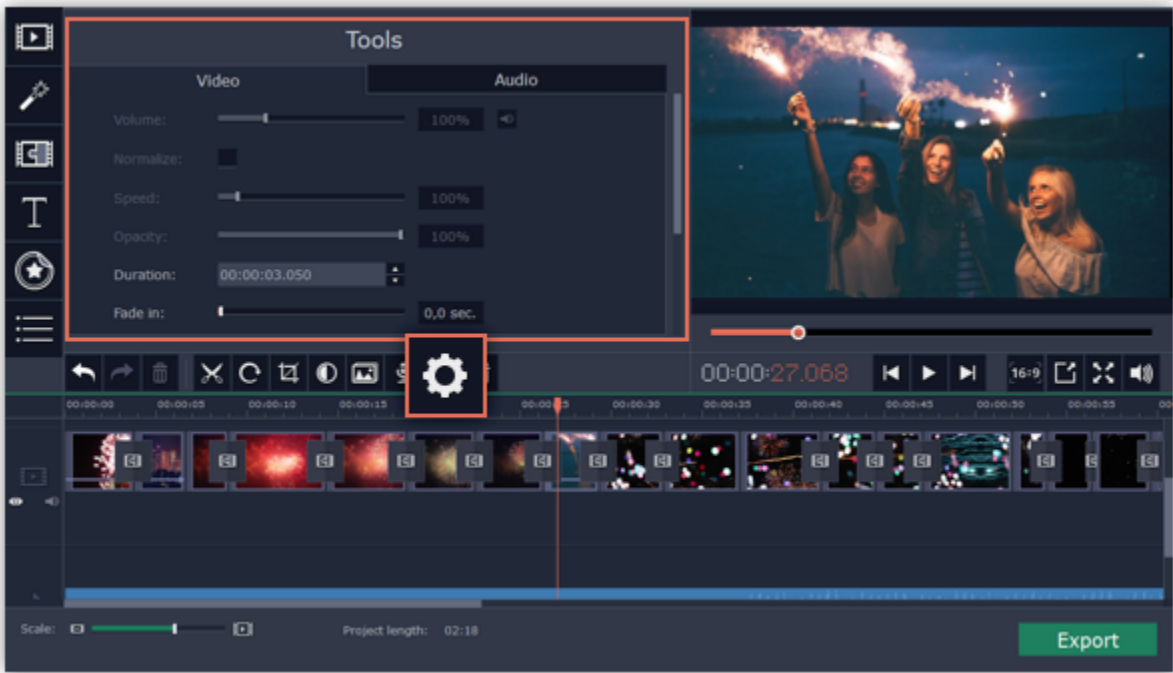 Tools
Video Audio
Volume: 100%
Normalize:
Speed: 100%
Opacity: 100%
Duration: 00:00:03.050
Fade in: 0,0 sec.
T
00:00:27.068 16:9
00:00:00 00:00:05 00:00:10 00:00:15 00:00:30 00:00:35 00:00:40 00:00:45 00:00:50 00:00:55 00
Scale: Project length: 02:18
Export